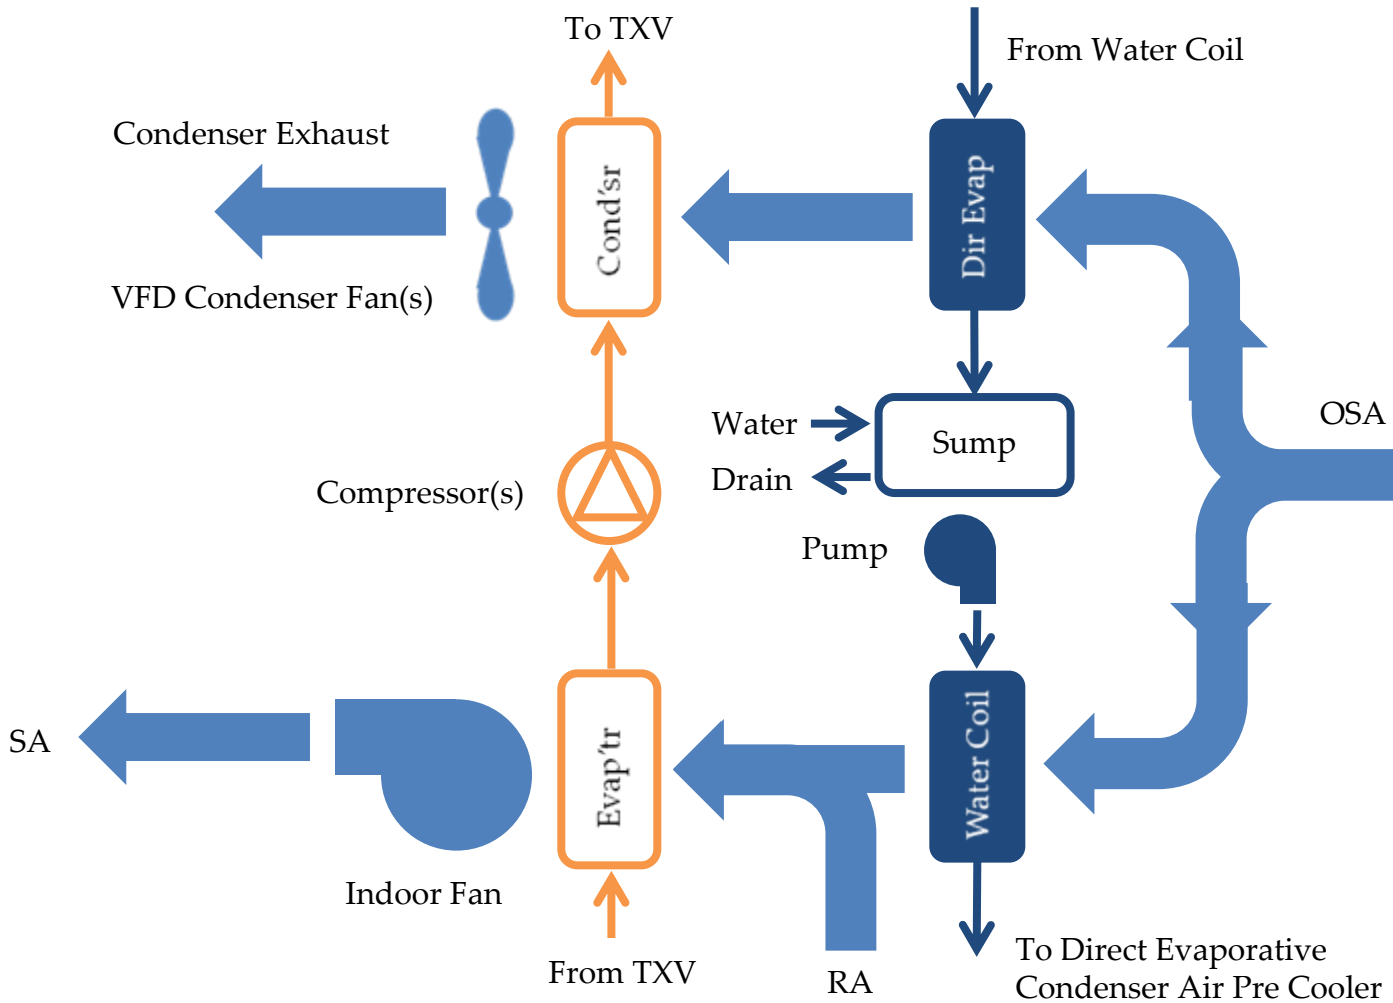 To TXV
From Water Coil
Condenser Exhaust
Cond'sr
Dir Evap
VFD Condenser Fan(s)
OSA
Water
Sump
Drain
Compressor(s)
Pump
SA
Evap'tr
Water Coil
Indoor Fan
From TXV
RA
To Direct Evaporative
Condenser Air Pre Cooler